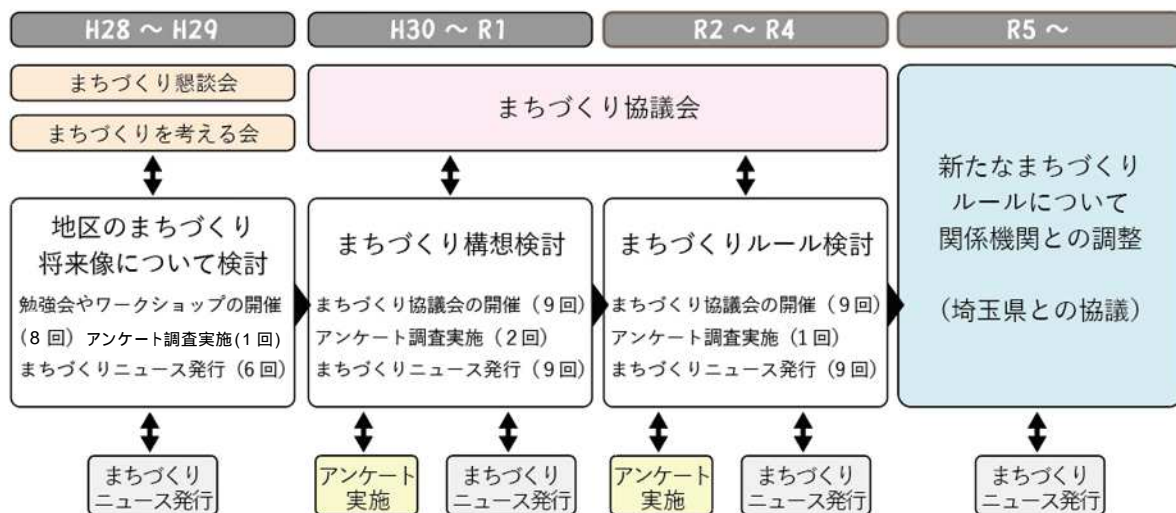 H28 ～ H29
H30 ～ R1
R2 ～ R4
R5 ～
まちづくり懇談会
まちづくりを考える会
まちづくり協議会
地区のまちづくり
将来像について検討
勉強会やワークショップの開催
(8回) アンケート調査実施(1回)
まちづくりニュース発行（6回）
まちづくり構想検討
まちづくり協議会の開催（9回）
アンケート調査実施（2回）
まちづくりニュース発行（9回）
まちづくりルール検討
まちづくり協議会の開催（9回）
アンケート調査実施（1回）
まちづくりニュース発行（9回）
新たなまちづくり
ルールについて
関係機関との調整
（埼玉県との協議）
まちづくり
ニュース発行
アンケート
実施
まちづくり
ニュース発行
アンケート
実施
まちづくり
ニュース発行
まちづくり
ニュース発行